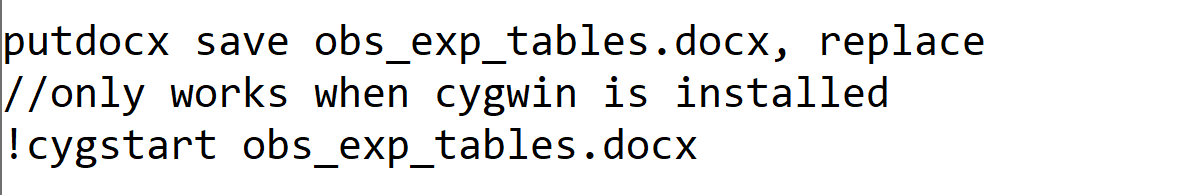 putdocx save obs_exp_tables.docx, replace
//only works when cygwin is installed
!cygstart obs_exp_tables.docx